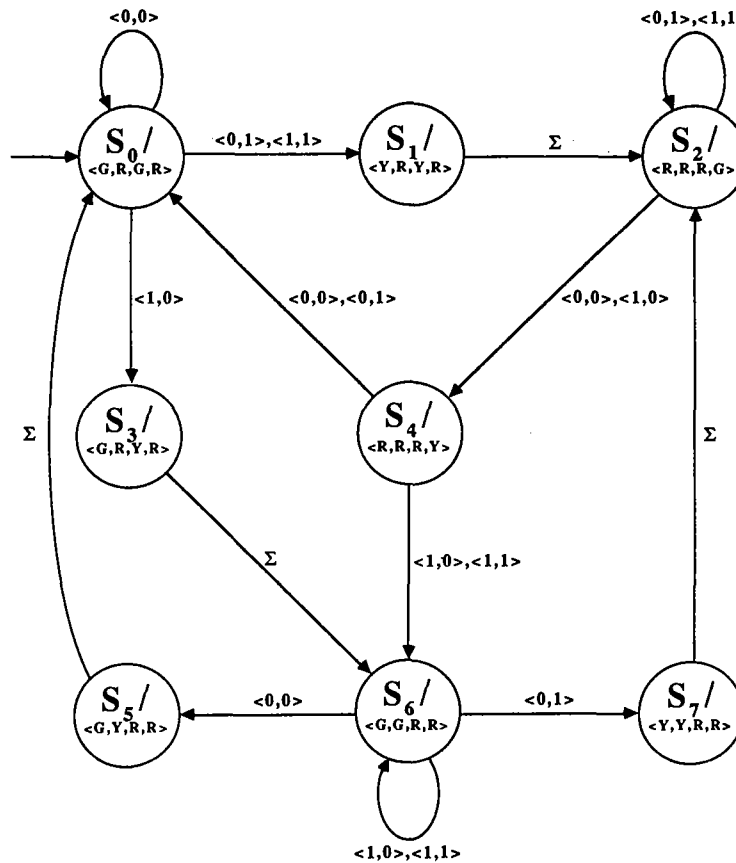 <0,0>
<0,1>,<1,1
S0/
<G,R,G,R>
<0,1>,<1,1>
S1/
<Y,R,Y,R>
Σ
S2/
<R,R,R,G>
<1,0>
<0,0>,<0,1>
<0,0>,<1,0>
Σ
S3/
<G,R,Y,R>
S4/
<R,R,R,Y>
Σ
Σ
<1,0>,<1,1>
S5/
<G,Y,R,R>
<0,0>
S6/
<G,G,R,R>
<0,1>
S7/
<Y,Y,R,R>
<1,0>,<1,1>